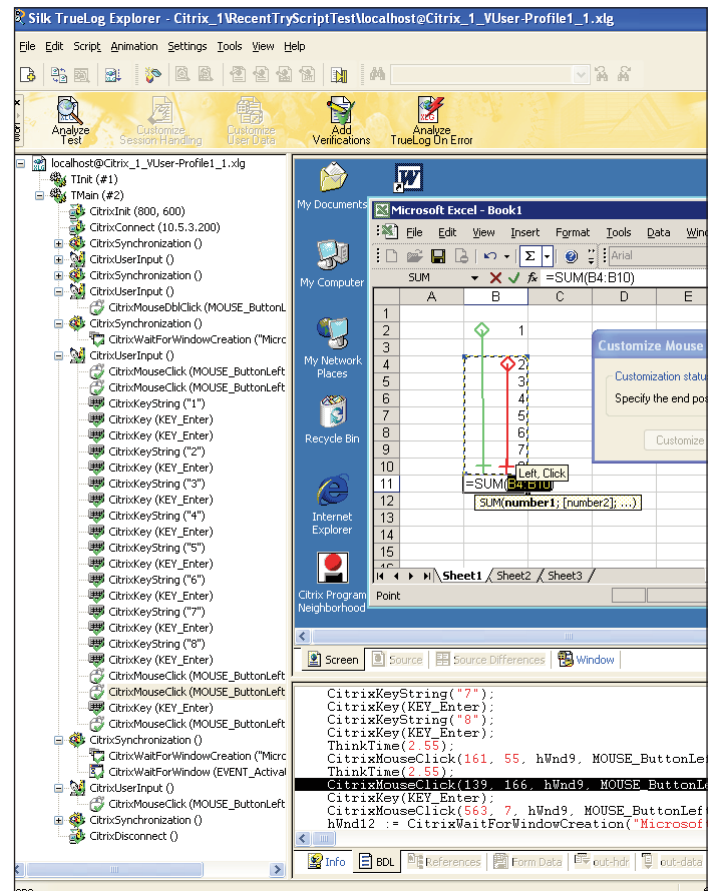 Silk TrueLog Explorer - Citrix_1\RecentTryScriptTest\localhost@Citrix_1_VUser-Profile1_1.xlg
File Edit Script Animation Settings Tools View Help
Analyze Test
Customize Session Handling
Customize User Data
Add Verifications
Analyze TrueLog On Error
localhost@Citrix_1_VUser-Profile1_1.xlg
TInit (#1)
TMain (#2)
CitrixInit (800, 600)
CitrixConnect (10.5.3.200)
CitrixSynchronization ()
CitrixUserInput ()
CitrixSynchronization ()
CitrixUserInput ()
CitrixMouseDblClick (MOUSE_ButtonL
CitrixSynchronization ()
CitrixWaitForWindowCreation ("Micro
CitrixUserInput ()
CitrixMouseClick (MOUSE_ButtonLeft
CitrixMouseClick (MOUSE_ButtonLeft
CitrixKeyString ("1")
CitrixKey (KEY_Enter)
CitrixKey (KEY_Enter)
CitrixKeyString ("2")
CitrixKey (KEY_Enter)
CitrixKeyString ("3")
CitrixKey (KEY_Enter)
CitrixKeyString ("4")
CitrixKey (KEY_Enter)
CitrixKeyString ("5")
CitrixKey (KEY_Enter)
CitrixKeyString ("6")
CitrixKey (KEY_Enter)
CitrixKeyString ("7")
CitrixKey (KEY_Enter)
CitrixKeyString ("8")
CitrixKey (KEY_Enter)
CitrixMouseClick (MOUSE_ButtonLeft
CitrixMouseClick (MOUSE_ButtonLeft
CitrixKey (KEY_Enter)
CitrixMouseClick (MOUSE_ButtonLeft
CitrixSynchronization ()
CitrixWaitForWindowCreation ("Micro
CitrixWaitForWindow (EVENT_Activat
CitrixUserInput ()
CitrixMouseClick (MOUSE_ButtonLeft
CitrixSynchronization ()
CitrixDisconnect ()
My Documents
My Computer
My Network Places
Recycle Bin
Internet Explorer
Citrix Program Neighborhood
Microsoft Excel - Book1
File Edit View Insert Format Tools Data Wind
Arial
SUM =SUM(B4:B10)
A B C D E
1
2 1
3
4 2
5 3
6 4
7 5
8 6
9 7
10
11 =SUM(B4:B10)
12
13
14
15
16
Left, Click
SUM(number1; [number2]; ...)
Customize Mouse
Customization statu
Specify the end pos
Customize
Sheet1 Sheet2 Sheet3
Point
Screen Source Source Differences Window
CitrixKeyString("7");
CitrixKey(KEY_Enter);
CitrixKeyString("8");
CitrixKey(KEY_Enter);
ThinkTime(2.55);
CitrixMouseClick(161, 55, hWnd9, MOUSE_ButtonLef
ThinkTime(2.55);
CitrixMouseClick(139, 166, hWnd9, MOUSE_ButtonLe
CitrixKey(KEY_Enter);
CitrixMouseClick(563, 7, hWnd9, MOUSE_ButtonLef
hWnd12 := CitrixWaitForWindowCreation("Microsof
Info BDL References Form Data out-hdr out-data